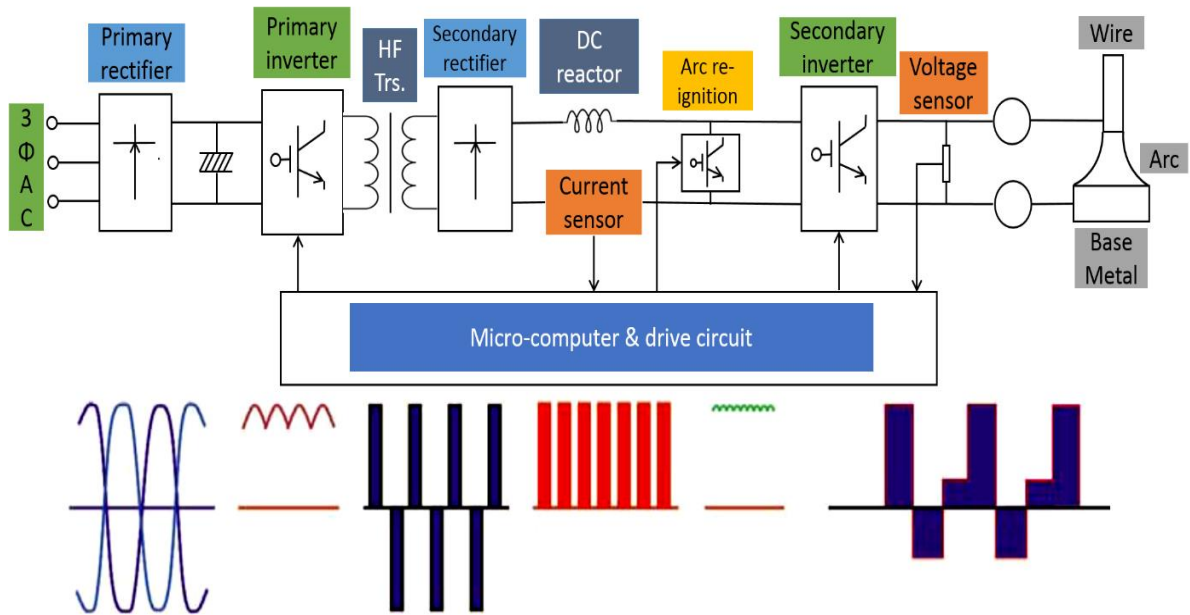 Primary
rectifier
Primary
inverter
HF
Trs.
Secondary
rectifier
DC
reactor
Arc re-
ignition
Secondary
inverter
Voltage
sensor
Wire
3
Φ
A
C
Current
sensor
Arc
Base
Metal
Micro-computer & drive circuit